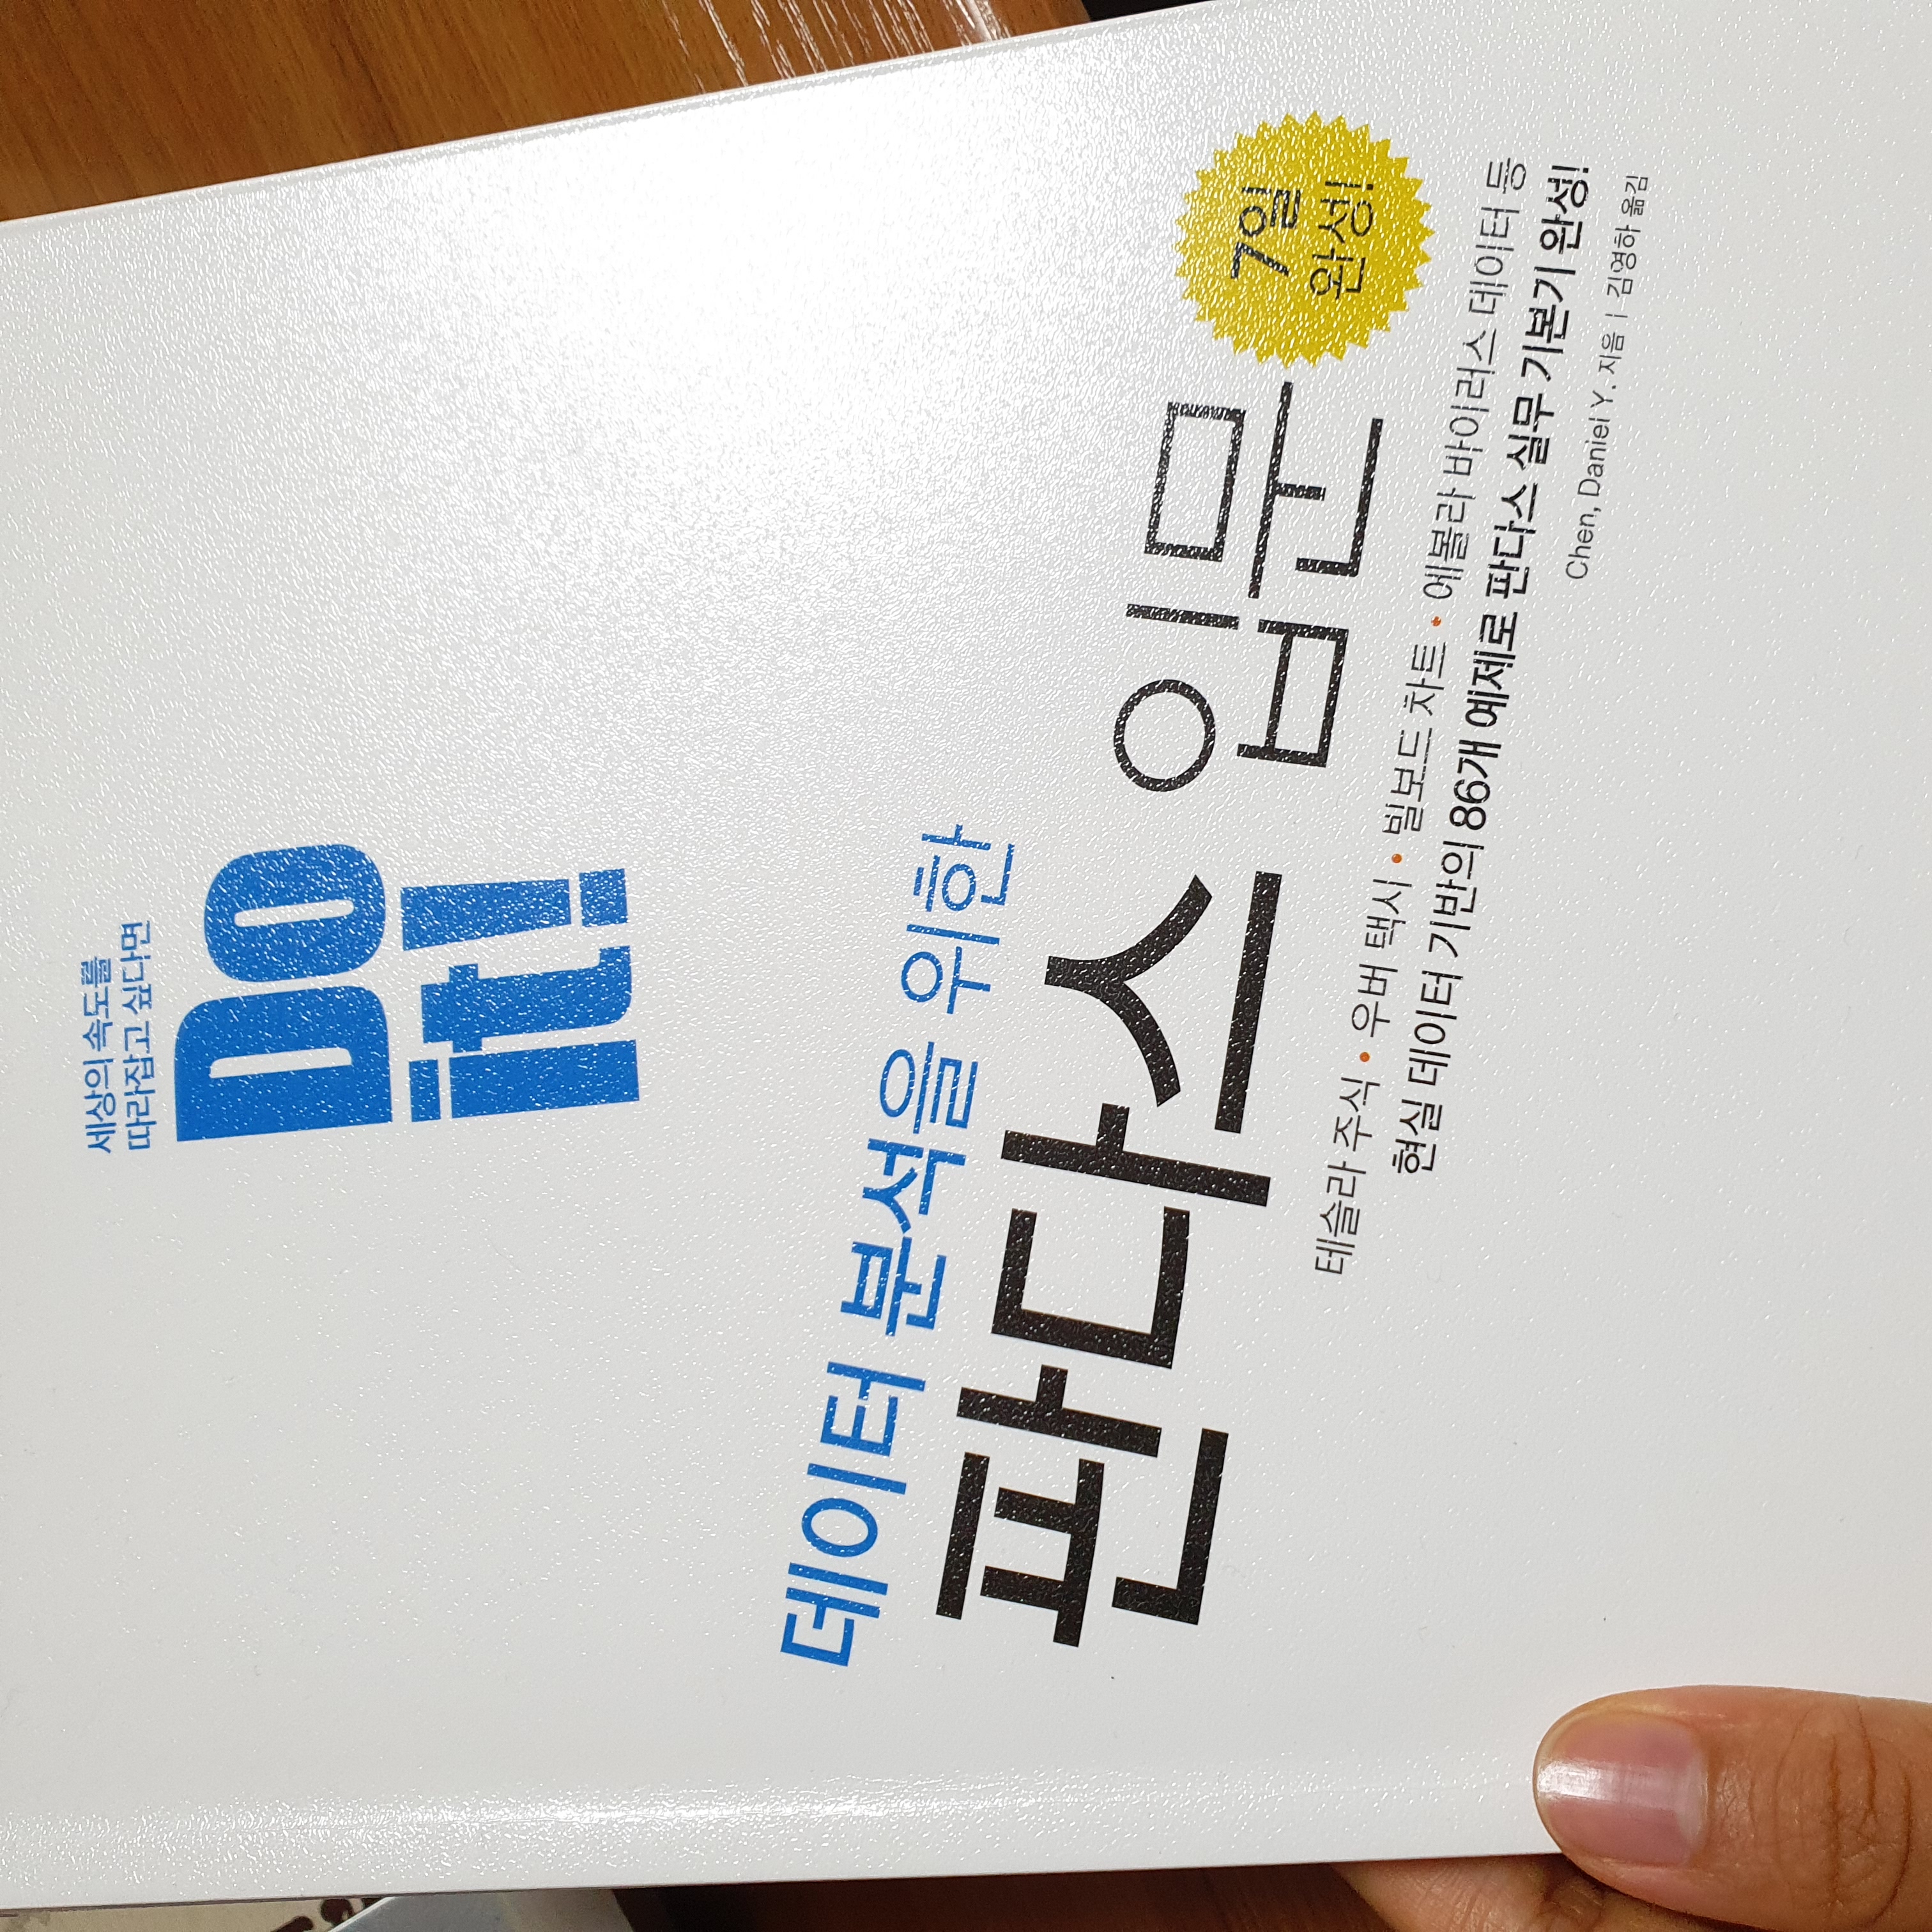 세상의 속도를
따라잡고 싶다면
Do
it!
데이터 분석을 위한
판다스 입문
7일
완성!
테슬라 주식 • 우버 택시 • 빌보드 차트 • 에볼라 바이러스 데이터 등
현실 데이터 기반의 86개 예제로 판다스 실무 기본기 완성!
Chen, Daniel Y. 지음 | 김영하 옮김